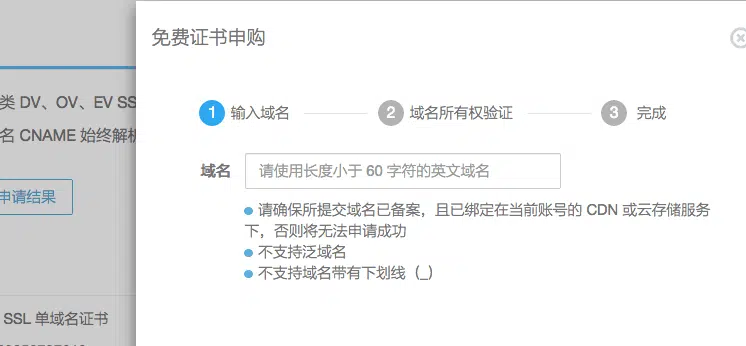 免费证书申购
类 DV、OV、EV SS
名 CNAME 始终解析
申请结果
1 输入域名 2 域名所有权验证 3 完成
域名 请使用长度小于 60 字符的英文域名
请确保所提交域名已备案，且已绑定在当前账号的 CDN 或云存储服务
下，否则将无法申请成功
不支持泛域名
不支持域名带有下划线（_）
SSL 单域名证书